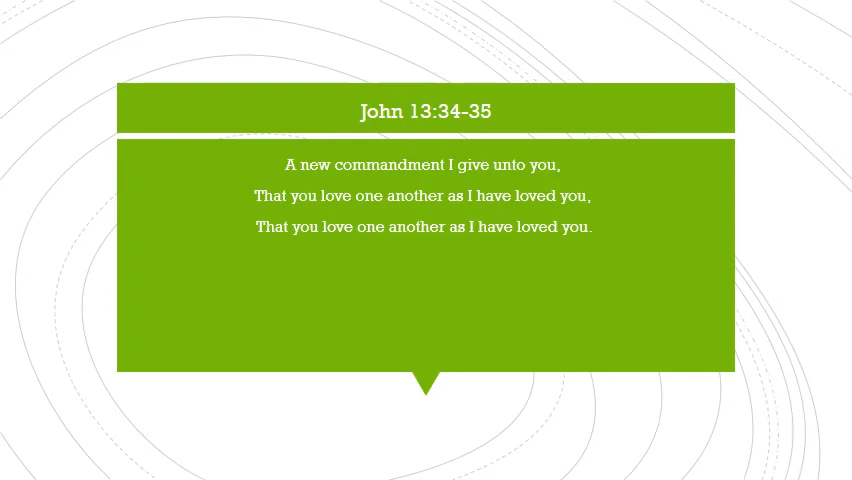 John 13:34-35
A new commandment I give unto you,
That you love one another as I have loved you,
That you love one another as I have loved you.